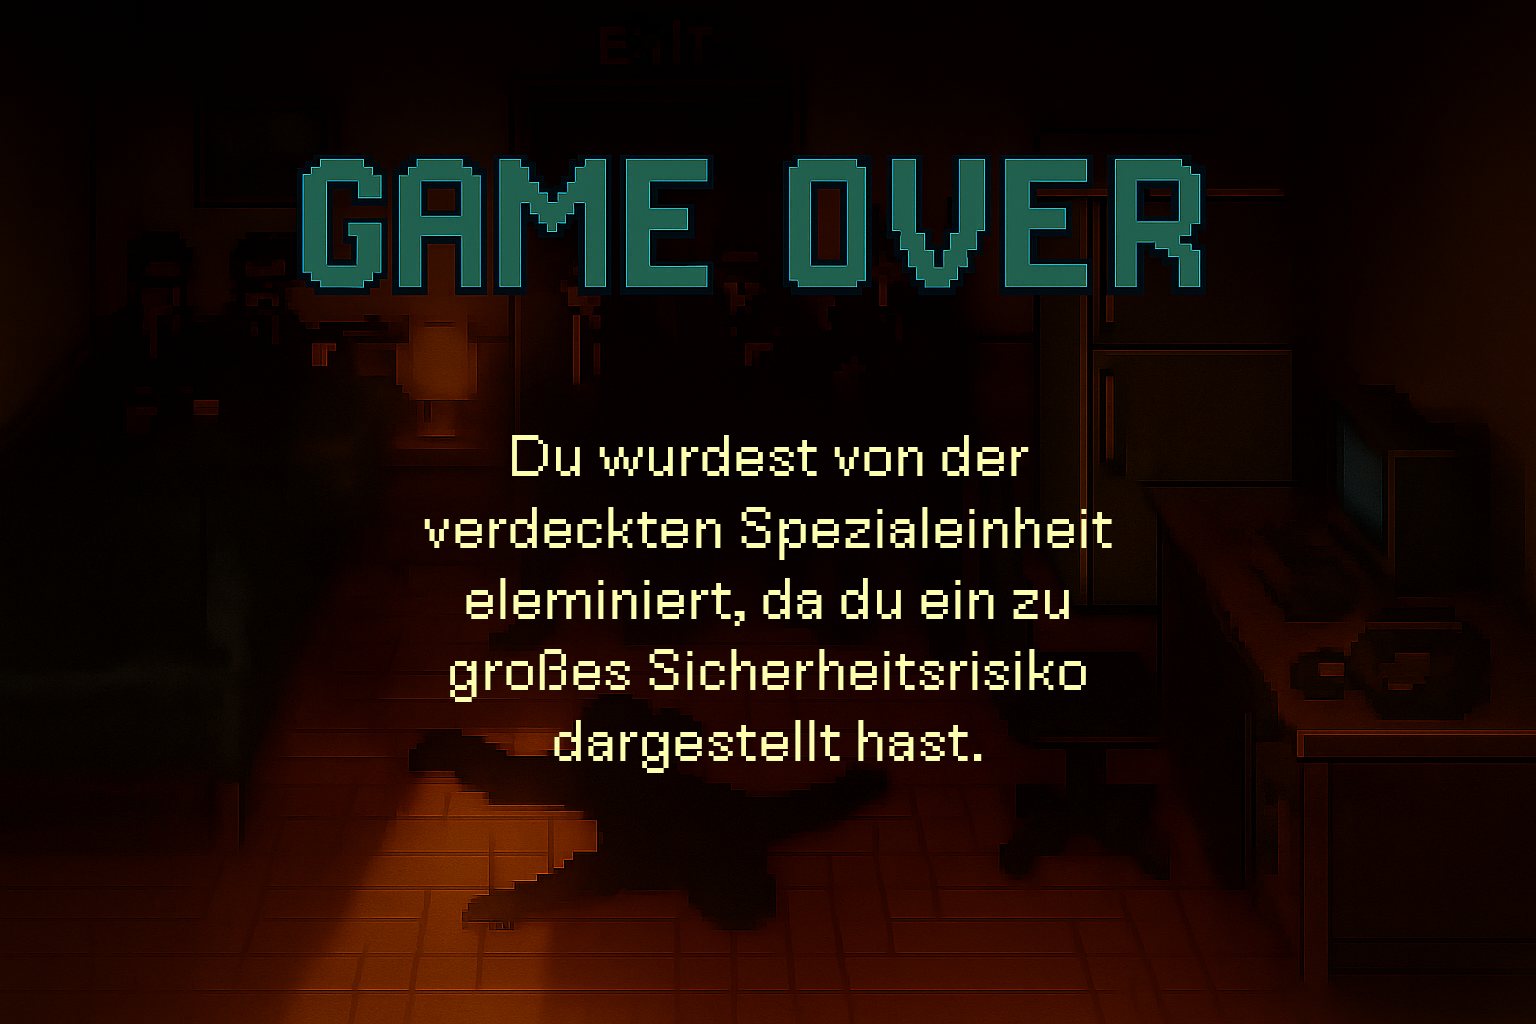 GAME OVER
Du wurdest von der
verdeckten Spezialeinheit
eleminiert, da du ein zu
großes Sicherheitsrisiko
dargestellt hast.